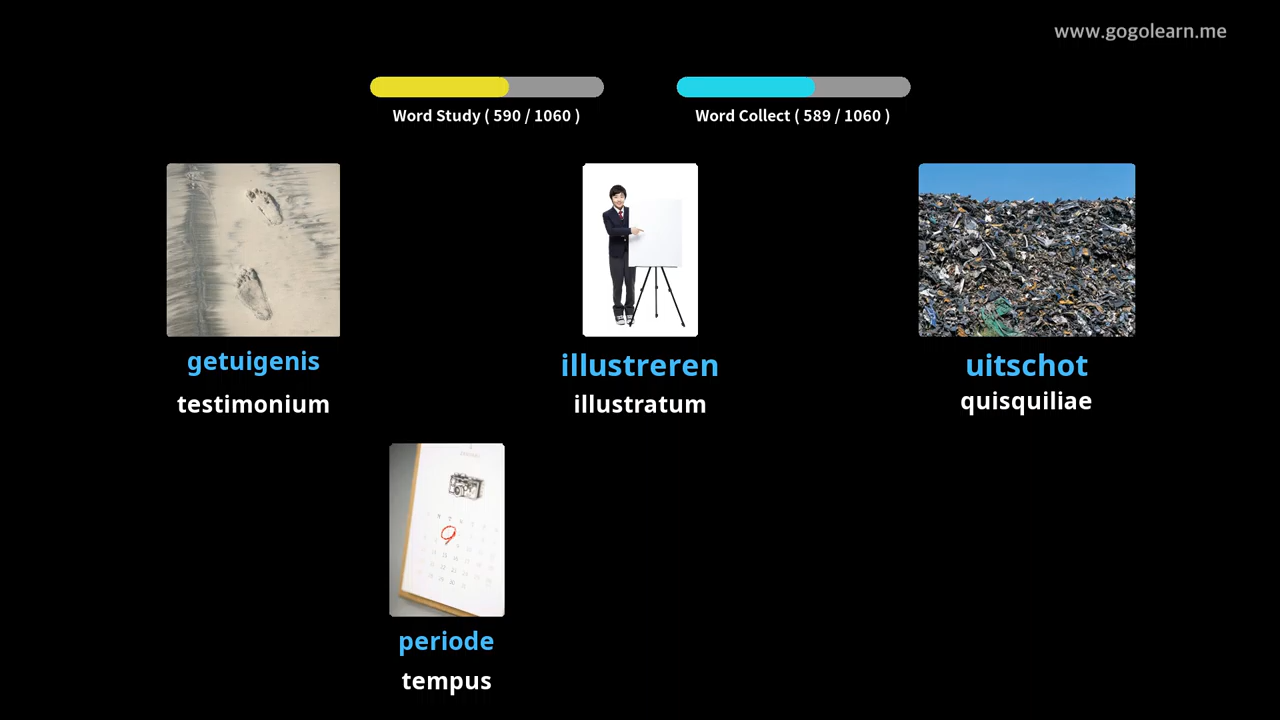 www.gogolearn.me
Word Study ( 590 / 1060 )
Word Collect ( 589 / 1060 )
getuigenis
testimonium
illustreren
illustratum
uitschot
quisquiliae
periode
tempus